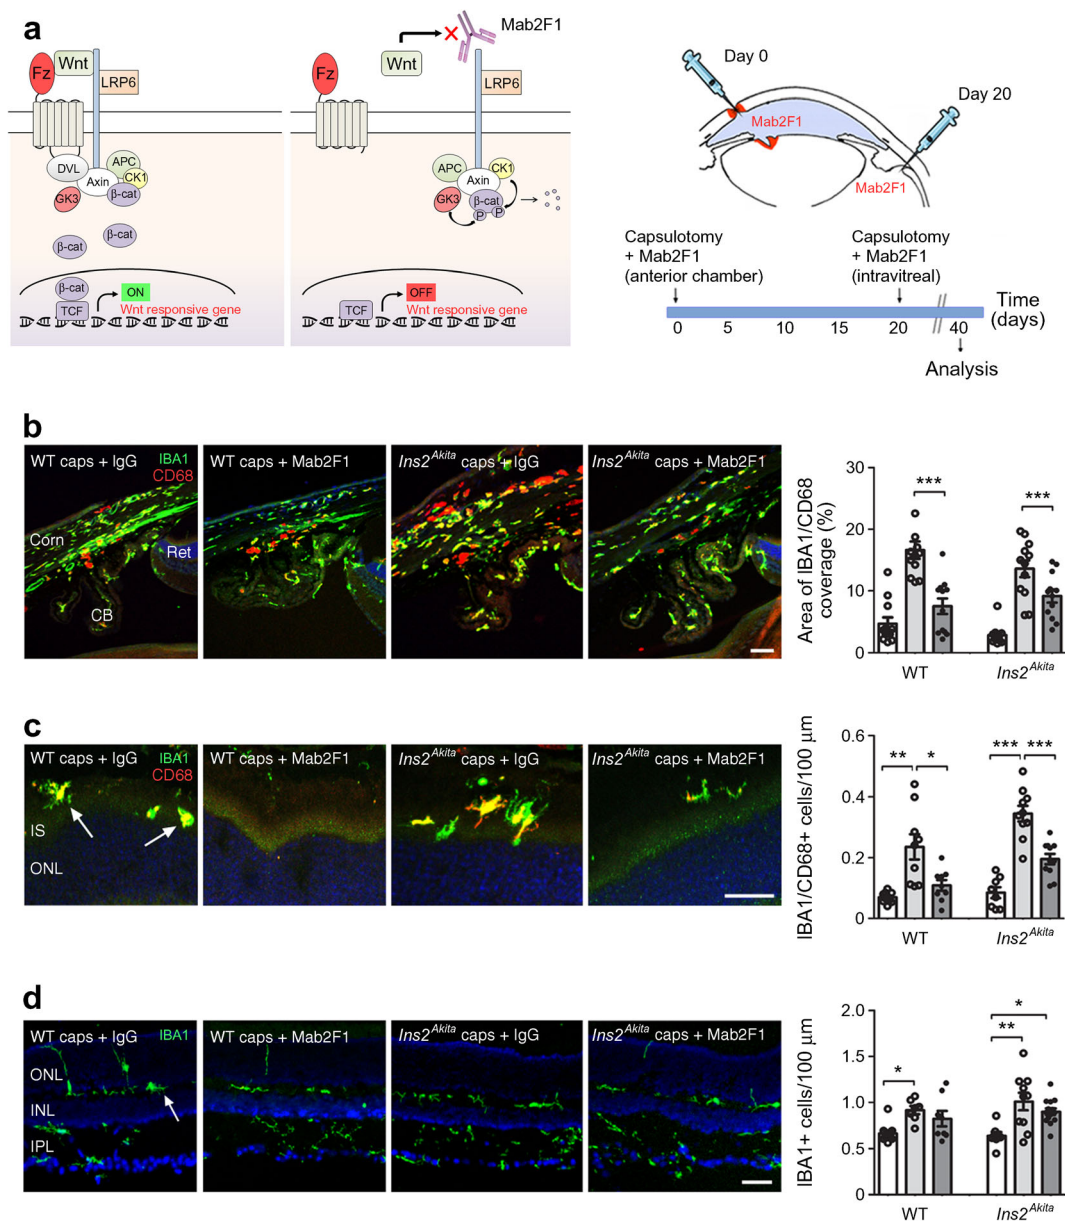 a
Fz
Wnt
LRP6
DVL
APC
Axin
CK1
GK3
β-cat
β-cat
β-cat
β-cat
TCF
ON
Wnt responsive gene
Mab2F1
Fz
Wnt
LRP6
APC
CK1
Axin
GK3
β-cat
P
P
TCF
OFF
Wnt responsive gene
Day 0
Day 20
Mab2F1
Mab2F1
Capsulotomy
+ Mab2F1
(anterior chamber)
Capsulotomy
+ Mab2F1
(intravitreal)
0 5 10 15 20 40
Time
(days)
Analysis
b
WT caps + IgG
IBA1
CD68
Corn
Ret
CB
WT caps + Mab2F1
Ins2Akita caps + IgG
Ins2Akita caps + Mab2F1
Area of IBA1/CD68
coverage (%)
30
20
10
0
***
***
WT
Ins2Akita
c
WT caps + IgG
IBA1
CD68
IS
ONL
WT caps + Mab2F1
Ins2Akita caps + IgG
Ins2Akita caps + Mab2F1
IBA1/CD68+ cells/100 μm
0.6
0.4
0.2
0
**
*
***
***
WT
Ins2Akita
d
WT caps + IgG
IBA1
ONL
INL
IPL
WT caps + Mab2F1
Ins2Akita caps + IgG
Ins2Akita caps + Mab2F1
IBA1+ cells/100 μm
2.0
1.5
1.0
0.5
0
*
**
*
WT
Ins2Akita